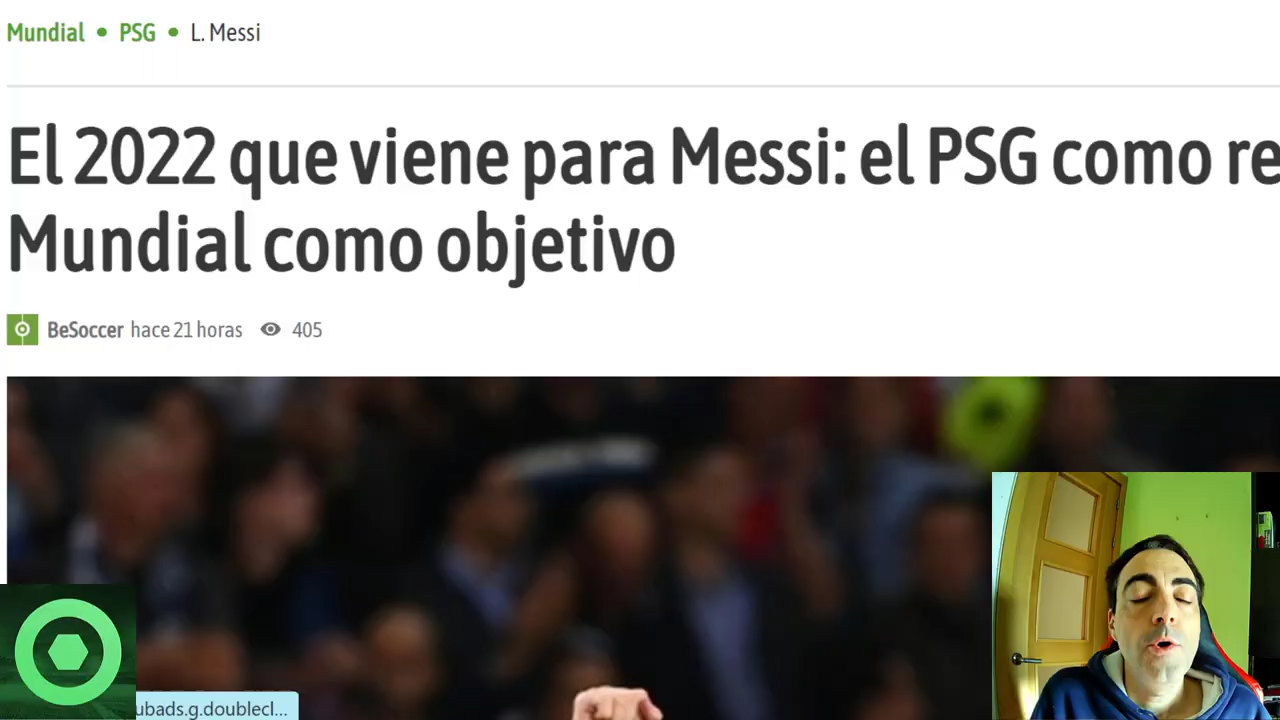 Mundial • PSG • L. Messi
El 2022 que viene para Messi: el PSG como re
Mundial como objetivo
BeSoccer hace 21 horas 405
ubads.g.doublecl...